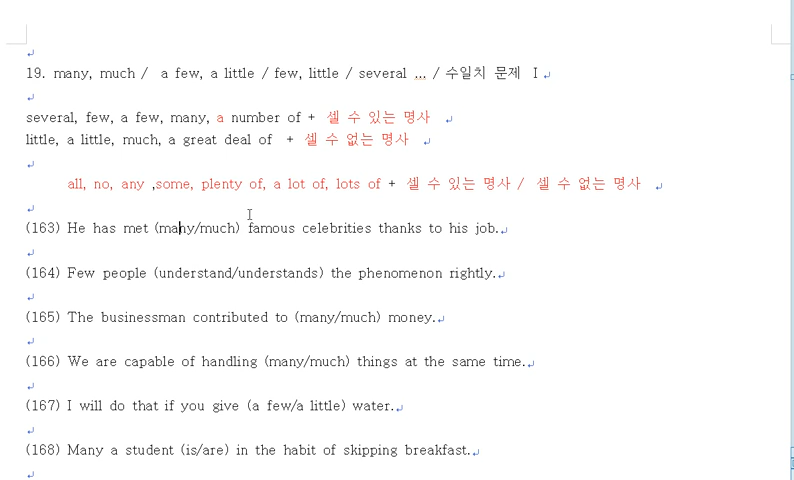 19. many, much / a few, a little / few, little / several ... / 수일치 문제 I
several, few, a few, many, a number of + 셀 수 있는 명사
little, a little, much, a great deal of + 셀 수 없는 명사
all, no, any ,some, plenty of, a lot of, lots of + 셀 수 있는 명사 / 셀 수 없는 명사
(163) He has met (many/much) famous celebrities thanks to his job.
(164) Few people (understand/understands) the phenomenon rightly.
(165) The businessman contributed to (many/much) money.
(166) We are capable of handling (many/much) things at the same time.
(167) I will do that if you give (a few/a little) water.
(168) Many a student (is/are) in the habit of skipping breakfast.